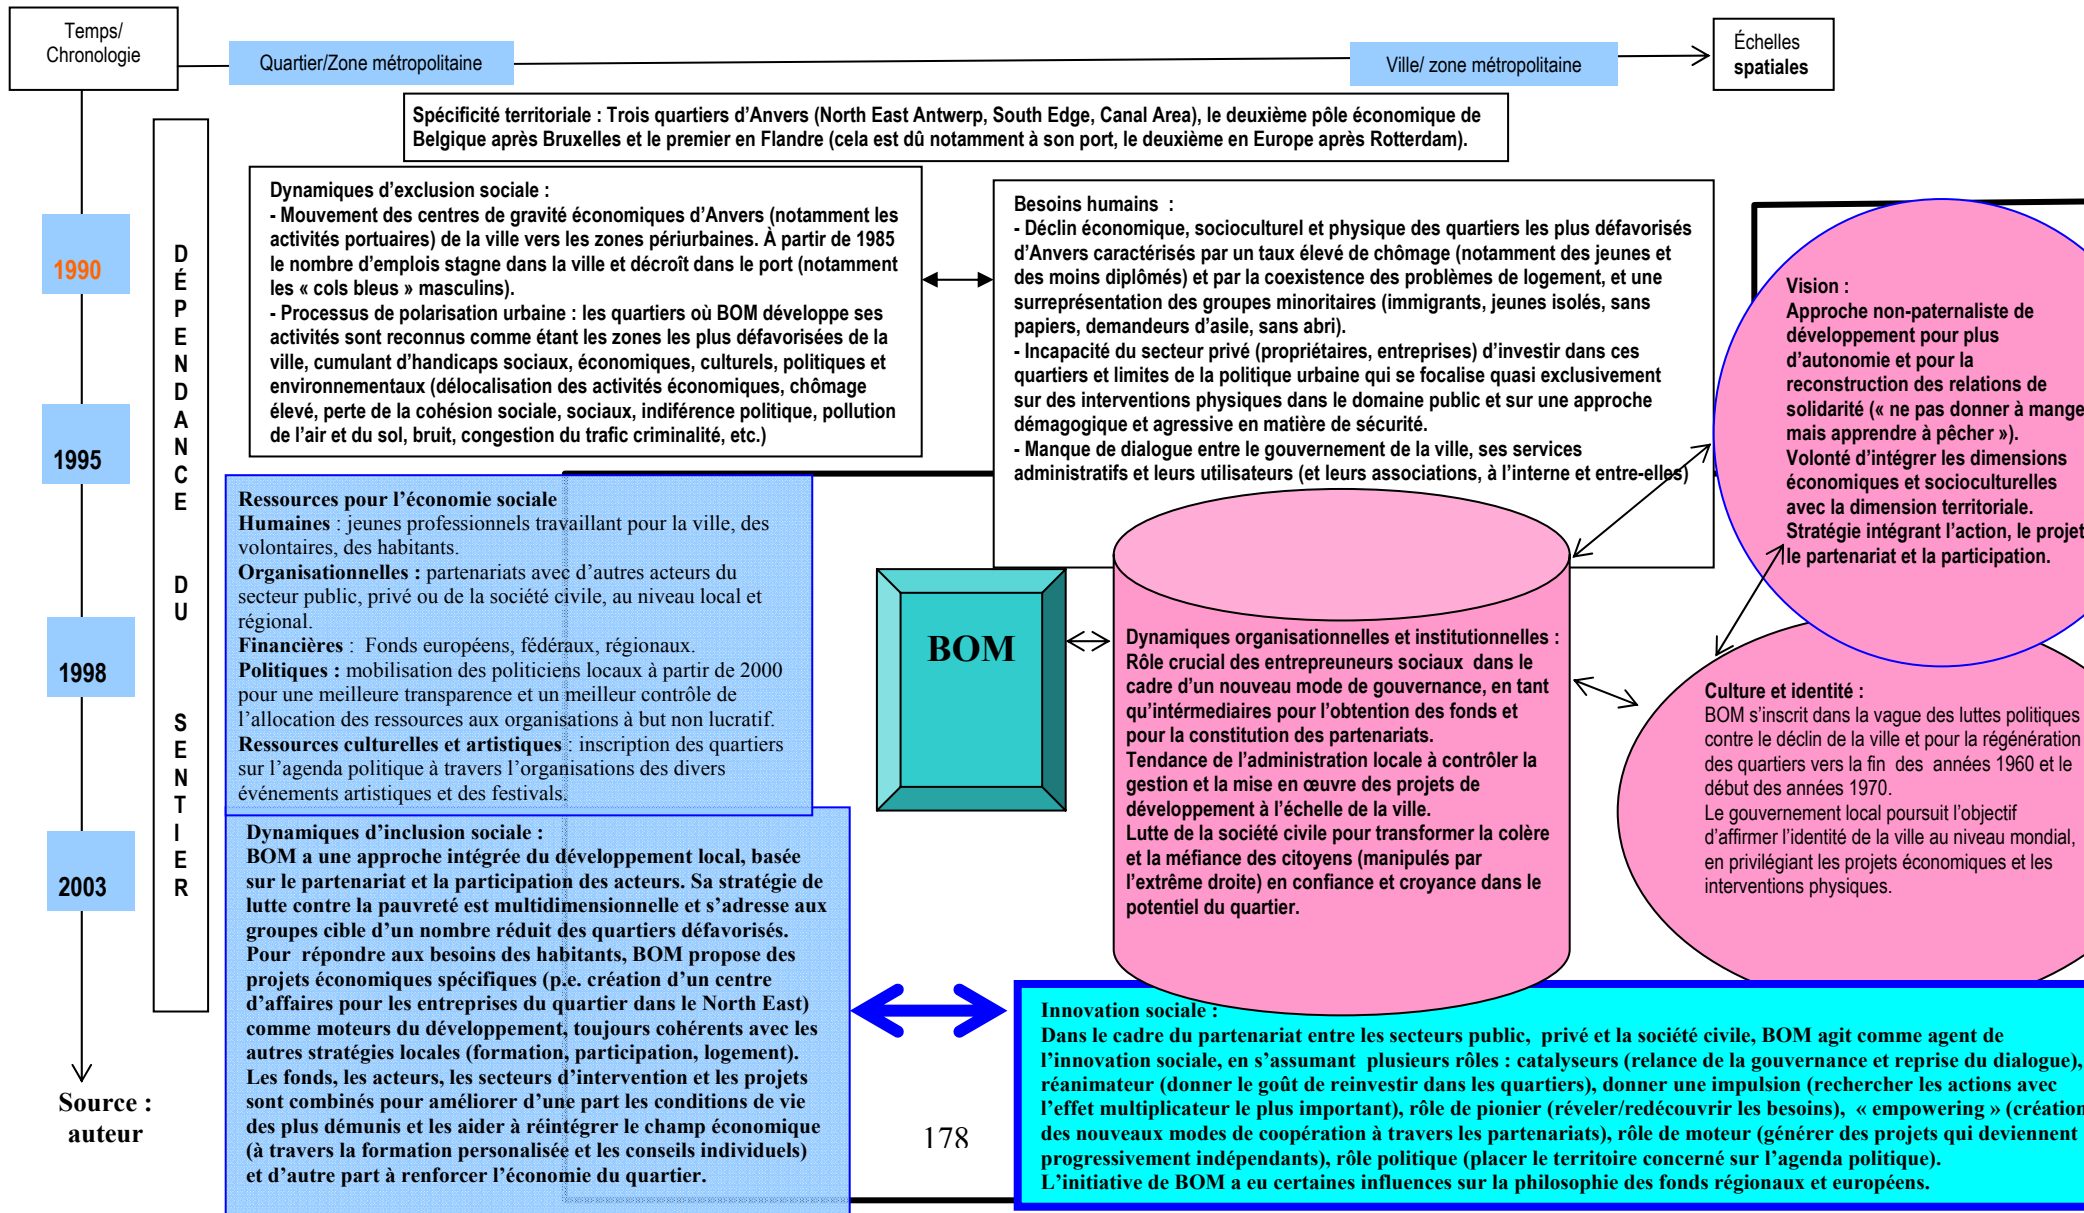 Temps/
Chronologie
Quartier/Zone métropolitaine
Ville/ zone métropolitaine
Échelles
spatiales
Spécificité territoriale : Trois quartiers d'Anvers (North East Antwerp, South Edge, Canal Area), le deuxième pôle économique de
Belgique après Bruxelles et le premier en Flandre (cela est dû notamment à son port, le deuxième en Europe après Rotterdam).
1990
1995
1998
2003
Source :
auteur
DÉPENDANCE DU SENTIER
Dynamiques d'exclusion sociale :
- Mouvement des centres de gravité économiques d'Anvers (notamment les
activités portuaires) de la ville vers les zones périurbaines. À partir de 1985
le nombre d'emplois stagne dans la ville et décroît dans le port (notamment
les « cols bleus » masculins).
- Processus de polarisation urbaine : les quartiers où BOM développe ses
activités sont reconnus comme étant les zones les plus défavorisées de la
ville, cumulant d'handicaps sociaux, économiques, culturels, politiques et
environnementaux (délocalisation des activités économiques, chômage
élevé, perte de la cohésion sociale, sociaux, indiférence politique, pollution
de l'air et du sol, bruit, congestion du trafic criminalité, etc.)
Besoins humains :
- Déclin économique, socioculturel et physique des quartiers les plus défavorisés
d'Anvers caractérisés par un taux élevé de chômage (notamment des jeunes et
des moins diplômés) et par la coexistence des problèmes de logement, et une
surreprésentation des groupes minoritaires (immigrants, jeunes isolés, sans
papiers, demandeurs d'asile, sans abri).
- Incapacité du secteur privé (propriétaires, entreprises) d'investir dans ces
quartiers et limites de la politique urbaine qui se focalise quasi exclusivement
sur des interventions physiques dans le domaine public et sur une approche
démagogique et agressive en matière de sécurité.
- Manque de dialogue entre le gouvernement de la ville, ses services
administratifs et leurs utilisateurs (et leurs associations, à l'interne et entre-elles)
Vision :
Approche non-paternaliste de
développement pour plus
d'autonomie et pour la
reconstruction des relations de
solidarité (« ne pas donner à mange
mais apprendre à pêcher »).
Volonté d'intégrer les dimensions
économiques et socioculturelles
avec la dimension territoriale.
Stratégie intégrant l'action, le projet
le partenariat et la participation.
Ressources pour l'économie sociale
Humaines : jeunes professionnels travaillant pour la ville, des
volontaires, des habitants.
Organisationnelles : partenariats avec d'autres acteurs du
secteur public, privé ou de la société civile, au niveau local et
régional.
Financières : Fonds européens, fédéraux, régionaux.
Politiques : mobilisation des politiciens locaux à partir de 2000
pour une meilleure transparence et un meilleur contrôle de
l'allocation des ressources aux organisations à but non lucratif.
Ressources culturelles et artistiques : inscription des quartiers
sur l'agenda politique à travers l'organisations des divers
événements artistiques et des festivals.
BOM
Dynamiques organisationnelles et institutionnelles :
Rôle crucial des entrepreuneurs sociaux dans le
cadre d'un nouveau mode de gouvernance, en tant
qu'intérmediaires pour l'obtention des fonds et
pour la constitution des partenariats.
Tendance de l'administration locale à contrôler la
gestion et la mise en œuvre des projets de
développement à l'échelle de la ville.
Lutte de la société civile pour transformer la colère
et la méfiance des citoyens (manipulés par
l'extrême droite) en confiance et croyance dans le
potentiel du quartier.
Culture et identité :
BOM s'inscrit dans la vague des luttes politiques
contre le déclin de la ville et pour la régénération
des quartiers vers la fin des années 1960 et le
début des années 1970.
Le gouvernement local poursuit l'objectif
d'affirmer l'identité de la ville au niveau mondial,
en privilégiant les projets économiques et les
interventions physiques.
Dynamiques d'inclusion sociale :
BOM a une approche intégrée du développement local, basée
sur le partenariat et la participation des acteurs. Sa stratégie de
lutte contre la pauvreté est multidimensionnelle et s'adresse aux
groupes cible d'un nombre réduit des quartiers défavorisés.
Pour répondre aux besoins des habitants, BOM propose des
projets économiques spécifiques (p.e. création d'un centre
d'affaires pour les entreprises du quartier dans le North East)
comme moteurs du développement, toujours cohérents avec les
autres stratégies locales (formation, participation, logement).
Les fonds, les acteurs, les secteurs d'intervention et les projets
sont combinés pour améliorer d'une part les conditions de vie
des plus démunis et les aider à réintégrer le champ économique
(à travers la formation personalisée et les conseils individuels)
et d'autre part à renforcer l'économie du quartier.
178
Innovation sociale :
Dans le cadre du partenariat entre les secteurs public, privé et la société civile, BOM agit comme agent de
l'innovation sociale, en s'assumant plusieurs rôles : catalyseurs (relance de la gouvernance et reprise du dialogue),
réanimateur (donner le goût de reinvestir dans les quartiers), donner une impulsion (rechercher les actions avec
l'effet multiplicateur le plus important), rôle de pionier (réveler/redécouvrir les besoins), « empowering » (création
des nouveaux modes de coopération à travers les partenariats), rôle de moteur (générer des projets qui deviennent
progressivement indépendants), rôle politique (placer le territoire concerné sur l'agenda politique).
L'initiative de BOM a eu certaines influences sur la philosophie des fonds régionaux et européens.